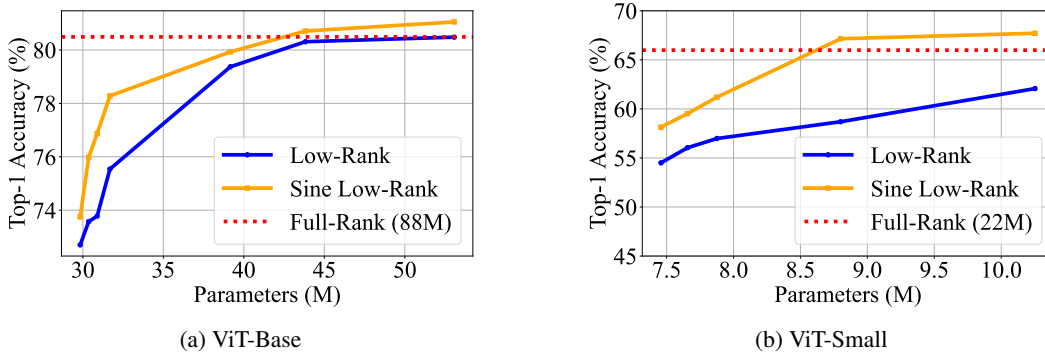 Top-1 Accuracy (%)
80
78
76
74
30
35
40
45
50
Parameters (M)
Low-Rank
Sine Low-Rank
Full-Rank (88M)
(a) ViT-Base
Top-1 Accuracy (%)
70
65
60
55
50
45
7.5
8.0
8.5
9.0
9.5
10.0
Parameters (M)
Low-Rank
Sine Low-Rank
Full-Rank (22M)
(b) ViT-Small